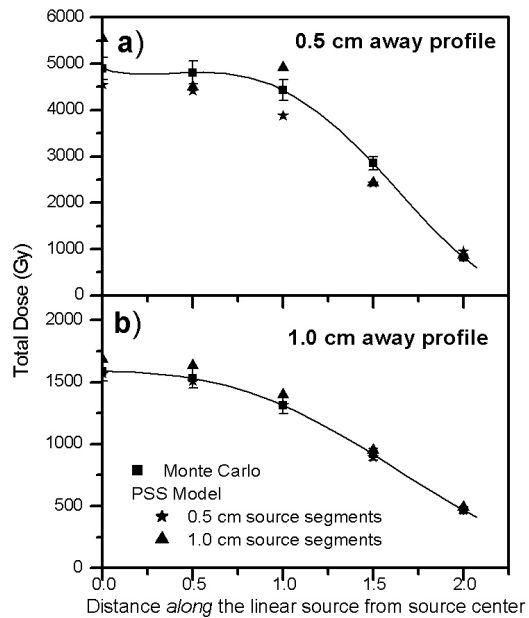 a)
0.5 cm away profile
6000
5000
4000
3000
2000
1000
0
Total Dose (Gy)
b)
1.0 cm away profile
2000
1500
1000
500
0
Monte Carlo
PSS Model
0.5 cm source segments
1.0 cm source segments
0.0 0.5 1.0 1.5 2.0
Distance along the linear source from source center